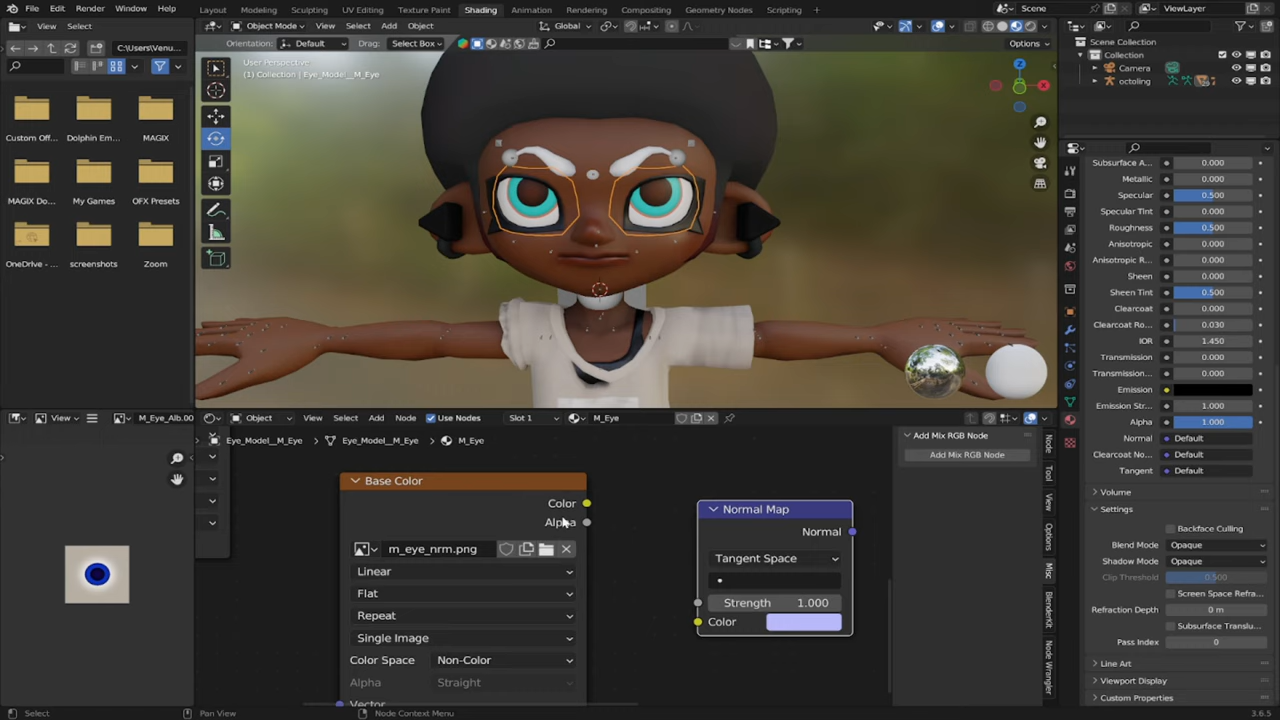 File Edit Render Window Help Layout Modeling Sculpting UV Editing Texture Paint Shading Animation Rendering Compositing Geometry Nodes Scripting + Scene ViewLayer
View Select Object Mode View Select Add Object Global
C:\Users\Venu... Orientation: Default Drag: Select Box Options
User Perspective
(1) Collection | Eye_Model__M_Eye
Custom Off... Dolphin Em... MAGIX
MAGIX Do... My Games OFX Presets
OneDrive - ... screenshots Zoom
Z
X
Scene Collection
Collection
Camera
octoling
Subsurface A... 0.000
Metallic 0.000
Specular 0.500
Specular Tint 0.000
Roughness 0.500
Anisotropic 0.000
Anisotropic R... 0.000
Sheen 0.000
Sheen Tint 0.500
Clearcoat 0.000
Clearcoat Ro... 0.030
IOR 1.450
Transmission 0.000
Transmission... 0.000
Emission
Emission Str... 1.000
Alpha 1.000
Normal Default
Clearcoat No... Default
Tangent Default
Volume
Settings
Backface Culling
Blend Mode Opaque
Shadow Mode Opaque
Clip Threshold 0.500
Screen Space Refra...
Refraction Depth 0 m
Subsurface Translu...
Pass Index 0
Line Art
Viewport Display
Custom Properties
View M_Eye_Alb.00
Object View Select Add Node Use Nodes Slot 1 M_Eye
Eye_Model__M_Eye Eye_Model__M_Eye M_Eye
Base Color
Color
Alpha
m_eye_nrm.png
Linear
Flat
Repeat
Single Image
Color Space Non-Color
Alpha Straight
Vector
Normal Map
Normal
Tangent Space
Strength 1.000
Color
Add Mix RGB Node
Add Mix RGB Node
Node
Tool
View
Options
Misc
BlenderKit
Node Wrangler
Select Pan View Node Context Menu 3.6.5